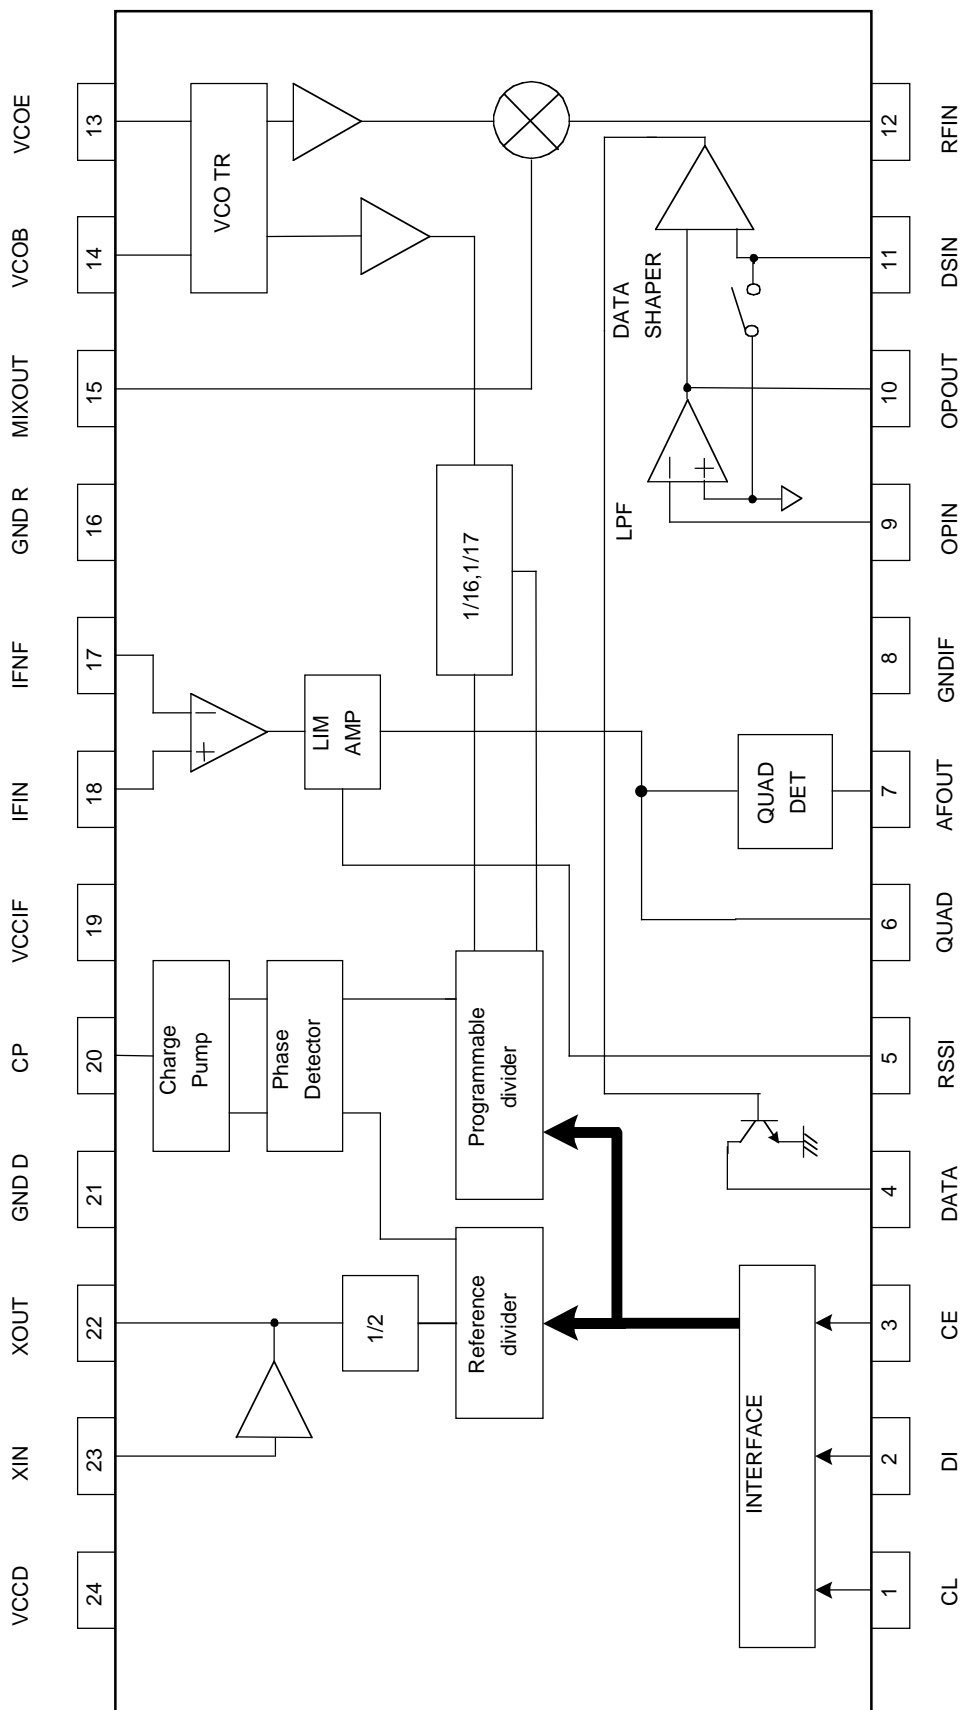 VCCD
XIN
XOUT
GND D
CP
VCCIF
IFIN
IFNF
GND R
MIXOUT
VCOB
VCOE
24
23
22
21
20
19
18
17
16
15
14
13
Charge
Pump
Phase
Detector
1/2
+
−
LIM
AMP
VCO TR
Reference
divider
Programmable
divider
1/16,1/17
LPF
−
+
DATA
SHAPER
INTERFACE
QUAD
DET
1
2
3
4
5
6
7
8
9
10
11
12
CL
DI
CE
DATA
RSSI
QUAD
AFOUT
GNDIF
OPIN
OPOUT
DSIN
RFIN